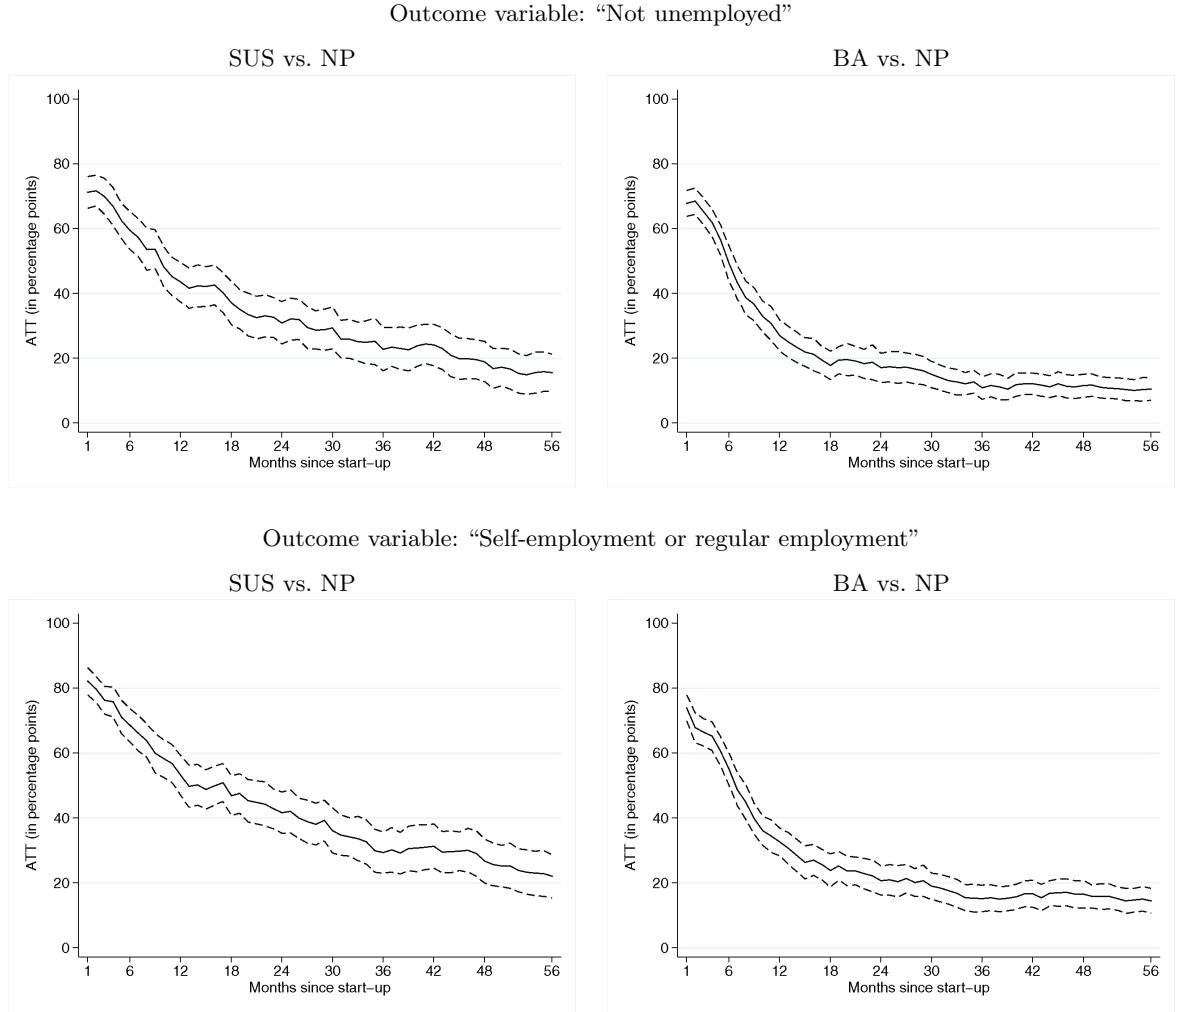 Outcome variable: “Not unemployed”
SUS vs. NP
BA vs. NP
ATT (in percentage points)
100
80
60
40
20
0
1 6 12 18 24 30 36 42 48 56
Months since start−up
ATT (in percentage points)
100
80
60
40
20
0
1 6 12 18 24 30 36 42 48 56
Months since start−up
Outcome variable: “Self-employment or regular employment”
SUS vs. NP
BA vs. NP
ATT (in percentage points)
100
80
60
40
20
0
1 6 12 18 24 30 36 42 48 56
Months since start−up
ATT (in percentage points)
100
80
60
40
20
0
1 6 12 18 24 30 36 42 48 56
Months since start−up